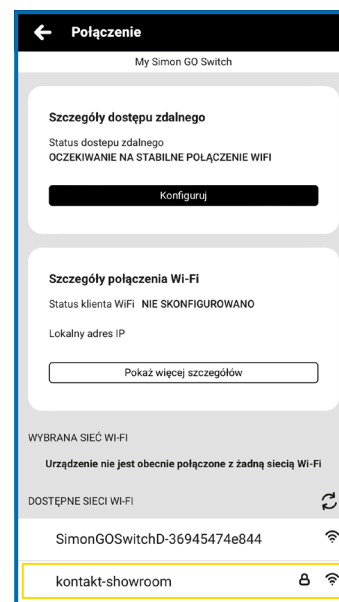 Połączenie
My Simon GO Switch
Szczegóły dostępu zdalnego
Status dostepu zdalnego
OCZEKIWANIE NA STABILNE POŁĄCZENIE WIFI
Konfiguruj
Szczegóły połączenia Wi-Fi
Status klienta WiFi NIE SKONFIGUROWANO
Lokalny adres IP
Pokaż więcej szczegółów
WYBRANA SIEĆ WI-FI
Urządzenie nie jest obecnie połączone z żadną siecią Wi-Fi
DOSTĘPNE SIECI WI-FI
SimonGOSwitchD-36945474e844
kontakt-showroom